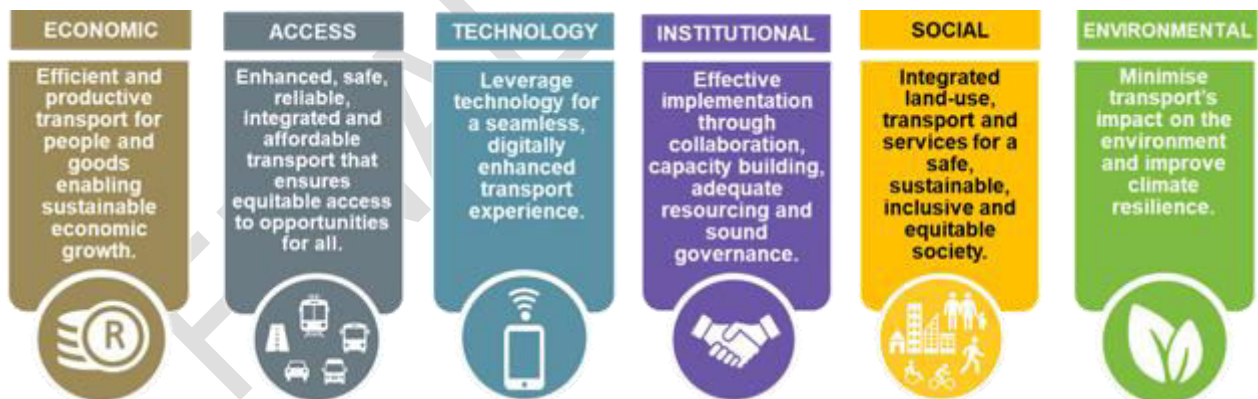 ECONOMIC
Efficient and
productive
transport for
people and
goods
enabling
sustainable
economic
growth.
R
ACCESS
Enhanced, safe,
reliable,
integrated and
affordable
transport that
ensures
equitable access
to opportunities
for all.
TECHNOLOGY
Leverage
technology for
a seamless,
digitally
enhanced
transport
experience.
INSTITUTIONAL
Effective
implementation
through
collaboration,
capacity building,
adequate
resourcing and
sound
governance.
SOCIAL
Integrated
land-use,
transport and
services for a
safe,
sustainable,
inclusive and
equitable
society.
ENVIRONMENTAL
Minimise
transport's
impact on the
environment
and improve
climate
resilience.